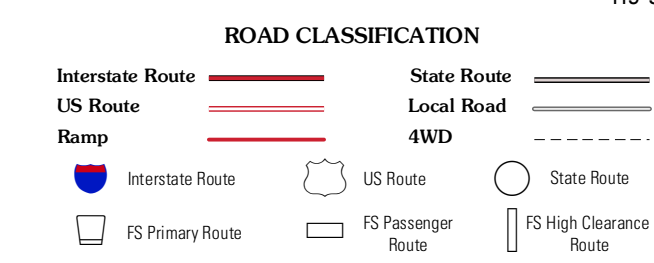 ROAD CLASSIFICATION
Interstate Route
State Route
US Route
Local Road
Ramp
4WD
Interstate Route
US Route
State Route
FS Primary Route
FS Passenger
Route
FS High Clearance
Route